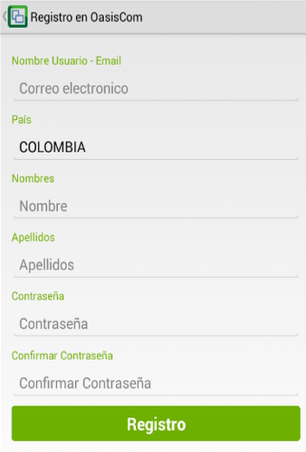 Registro en OasisCom
Nombre Usuario - Email
Correo electronico
País
COLOMBIA
Nombres
Nombre
Apellidos
Apellidos
Contraseña
Contraseña
Confirmar Contraseña
Confirmar Contraseña
Registro